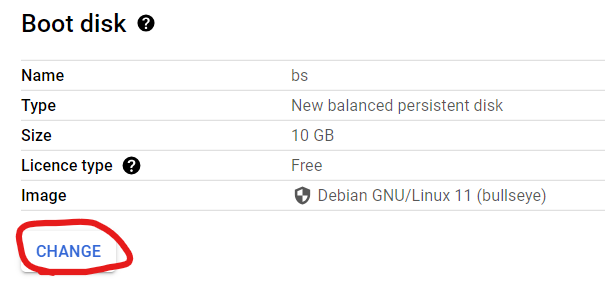 Boot disk ?
Name bs
Type New balanced persistent disk
Size 10 GB
Licence type ? Free
Image Debian GNU/Linux 11 (bullseye)
CHANGE